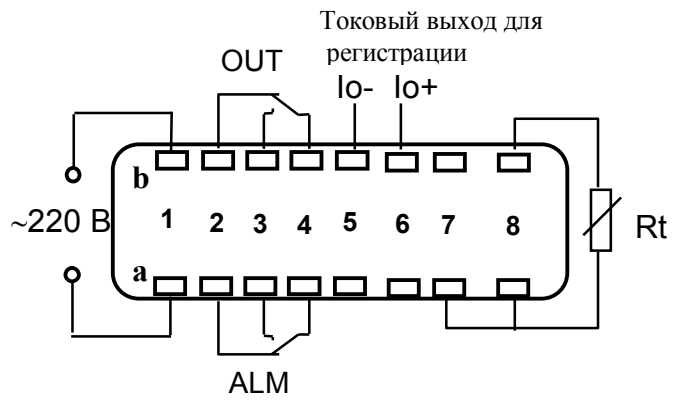 Токовый выход для
регистрации
OUT
Io- Io+
b
~220 В
1 2 3 4 5 6 7 8
Rt
a
ALM